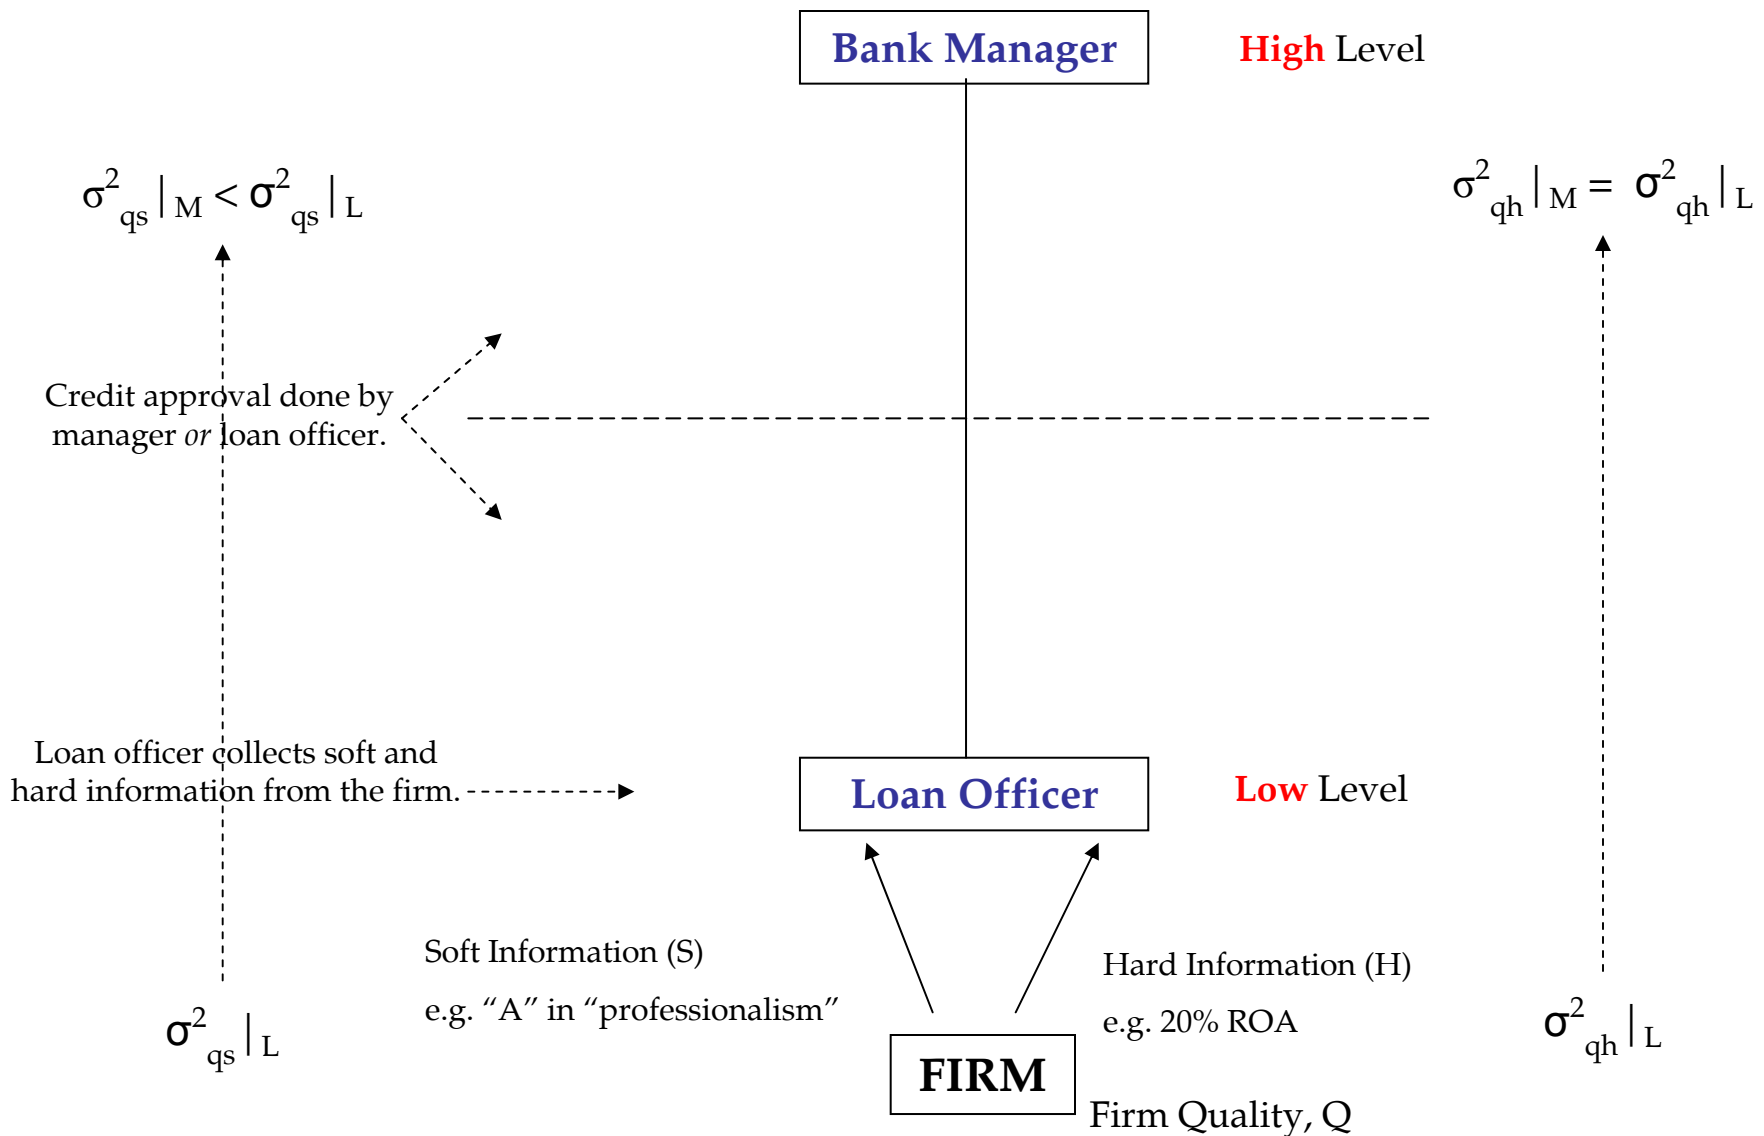 Bank Manager
High Level
σ²qs|M < σ²qs|L
σ²qh|M = σ²qh|L
Credit approval done by
manager or loan officer.
Loan officer collects soft and
hard information from the firm.
Loan Officer
Low Level
Soft Information (S)
e.g. “A” in “professionalism”
Hard Information (H)
e.g. 20% ROA
σ²qs|L
σ²qh|L
FIRM
Firm Quality, Q